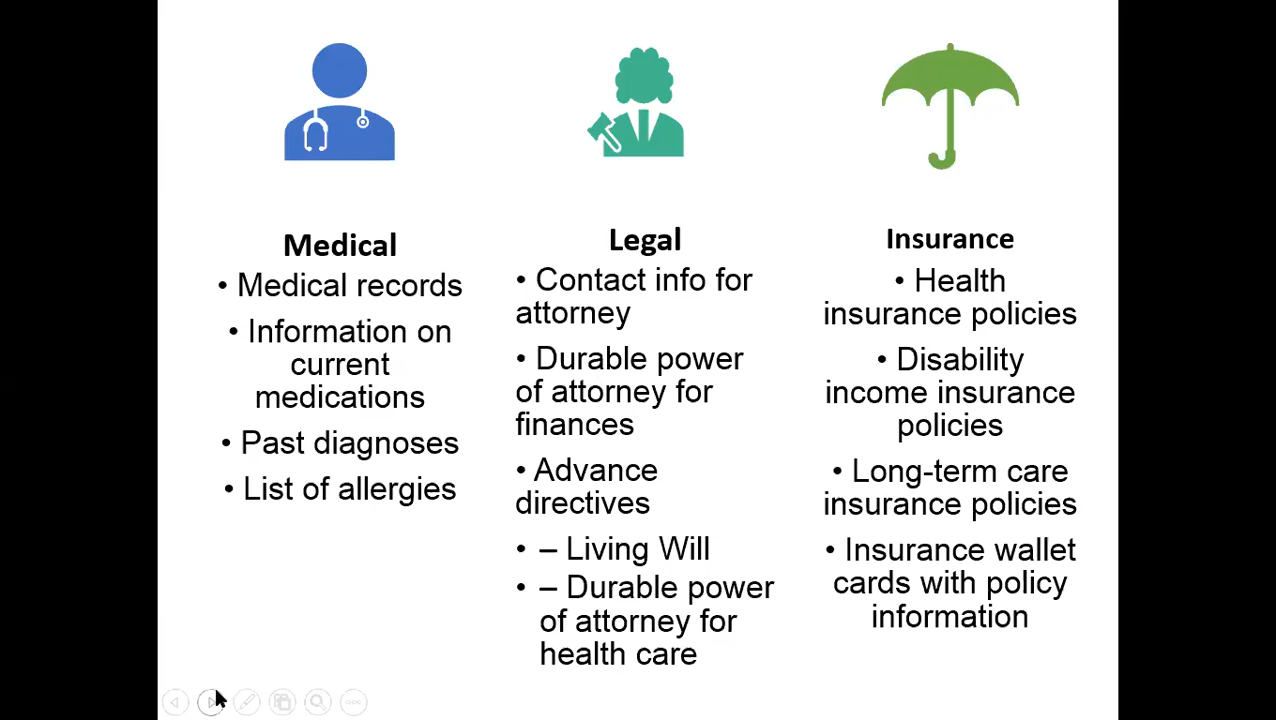 Medical
• Medical records
• Information on
current
medications
• Past diagnoses
• List of allergies
Legal
• Contact info for
attorney
• Durable power
of attorney for
finances
• Advance
directives
• – Living Will
• – Durable power
of attorney for
health care
Insurance
• Health
insurance policies
• Disability
income insurance
policies
• Long-term care
insurance policies
• Insurance wallet
cards with policy
information